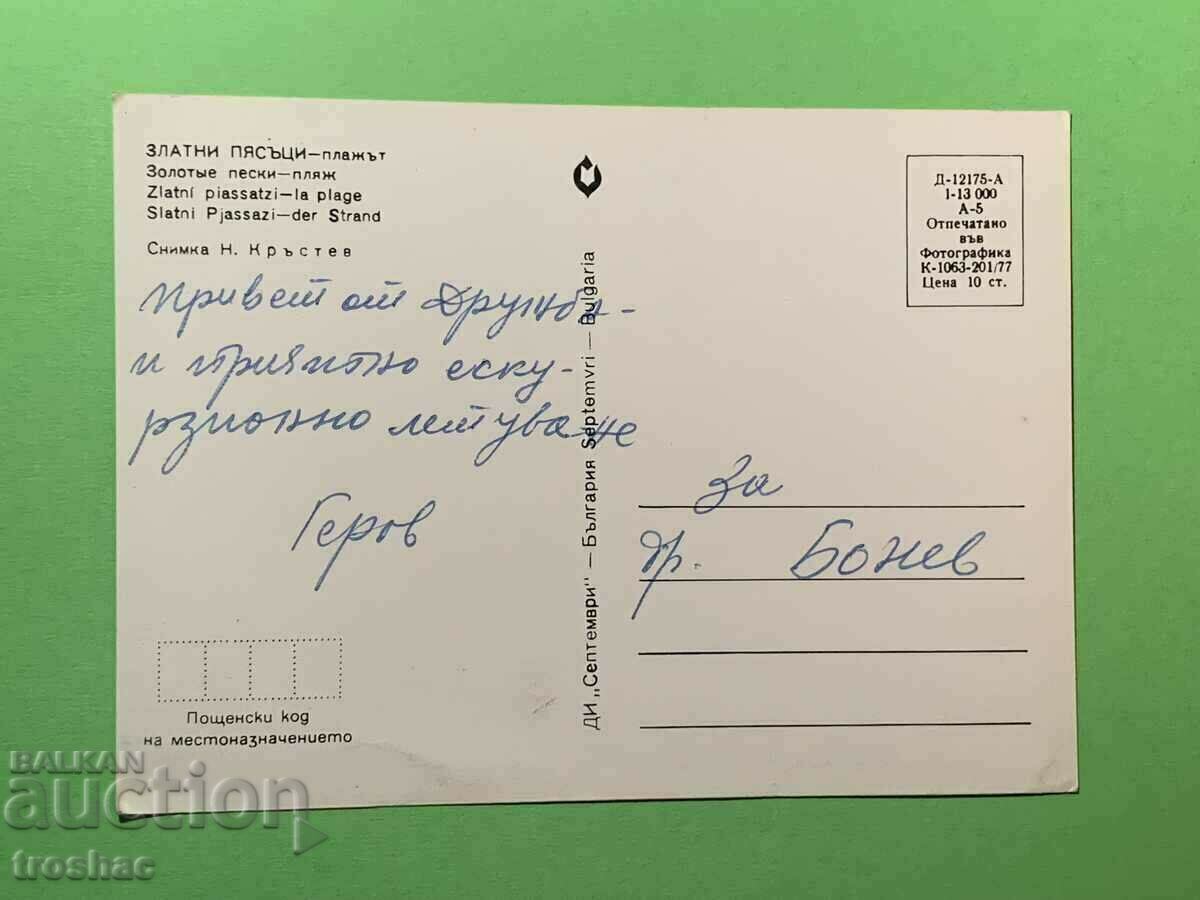 ЗЛАТНИ ПЯСЪЦИ—плажът
Золотые пески—пляж
Zlatni piassatzi—la plage
Slatni Pjassazi—der Strand
Снимка Н. Кръстев
Привет от Дружба -
и приятно еску-
рзионно летуване
Геров
Пощенски код
на местоназначението
ДИ „Септември" — България Septemvri — Bulgaria
Д-12175-А
1-13 000
А-5
Отпечатано
във
Фотографика
К-1063-201/77
Цена 10 ст.
За
др. Божев
BALKAN
auction
troshac